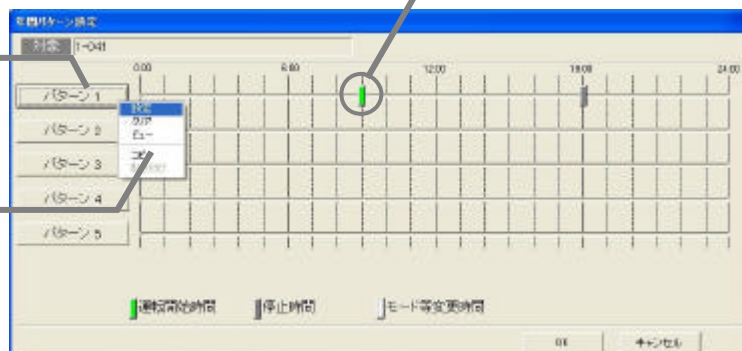 年間パターン設定
対象 1-041
0:00 6:00 12:00 18:00 24:00
パターン 1
設定
クリア
ビュー
コピー
パターン 2
パターン 3
パターン 4
パターン 5
運転開始時間 停止時間 モード等変更時間
OK キャンセル